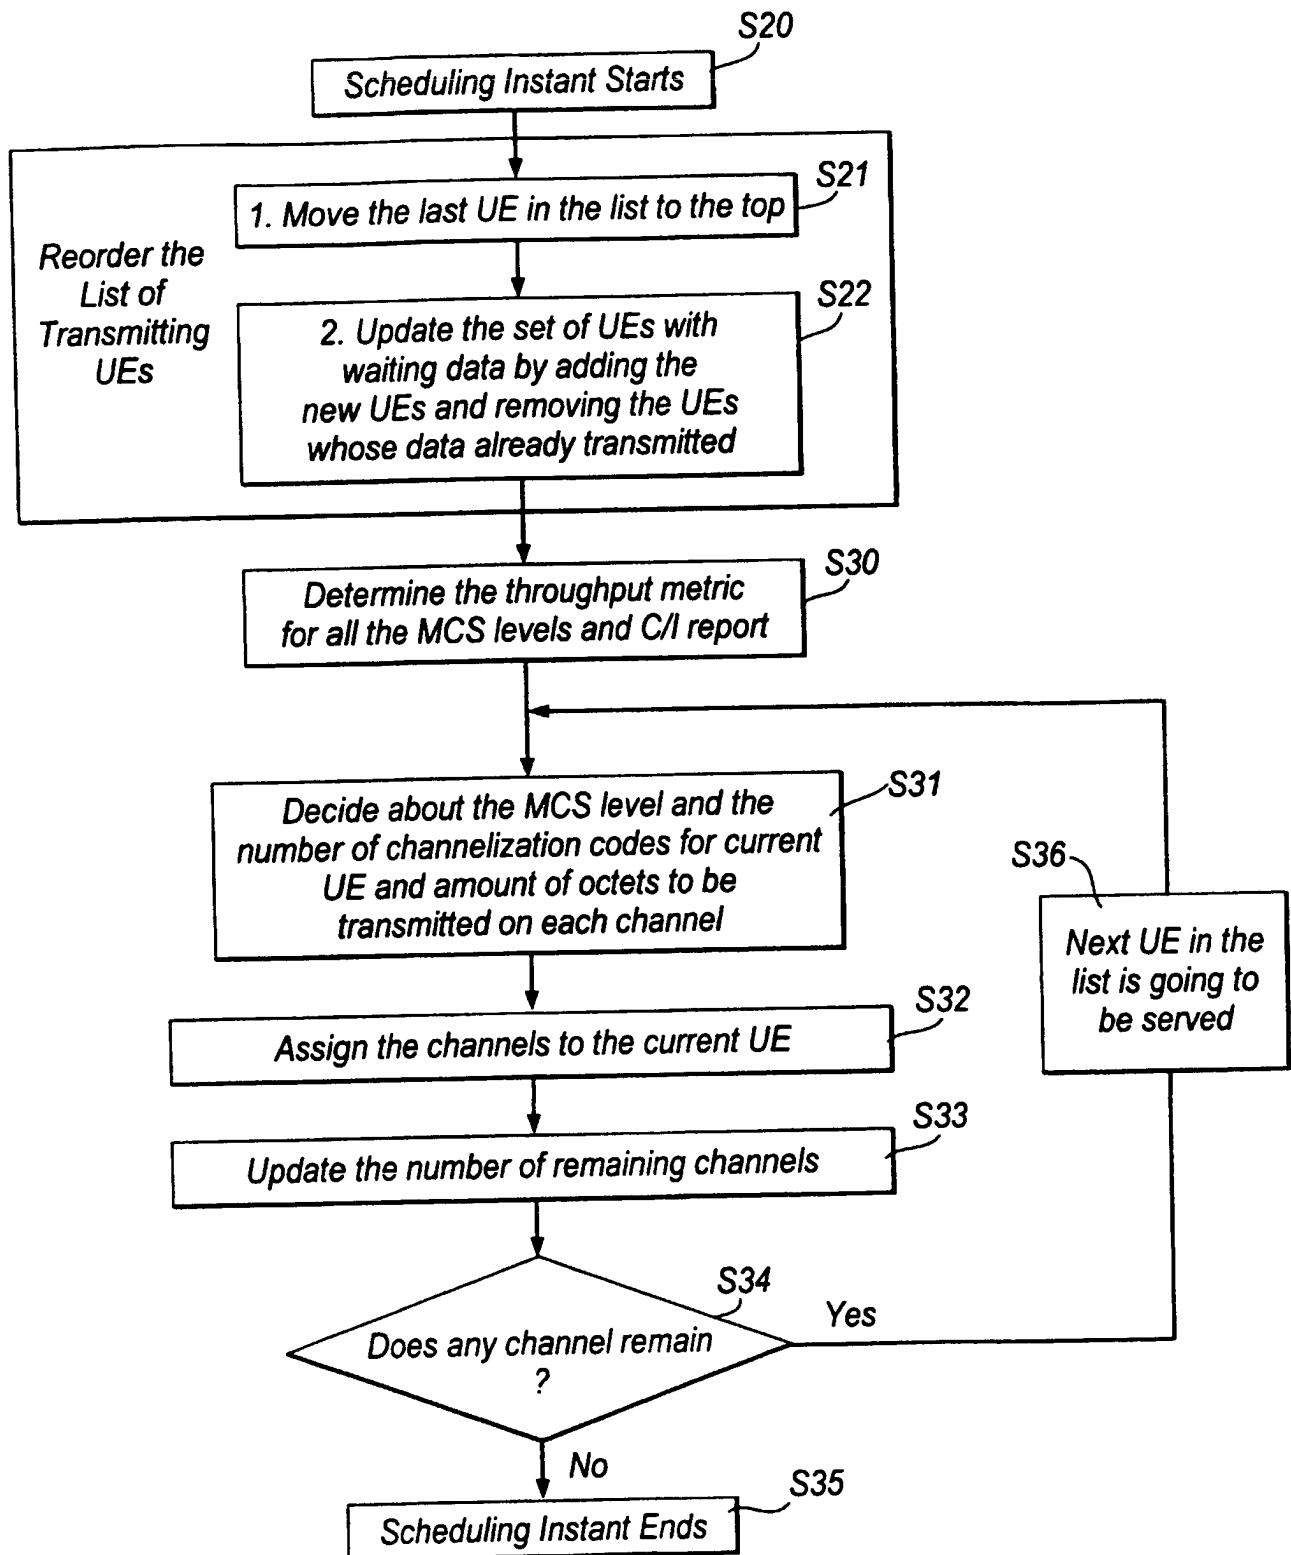 S20
Scheduling Instant Starts
S21
1. Move the last UE in the list to the top
Reorder the
List of
Transmitting
UEs
S22
2. Update the set of UEs with
waiting data by adding the
new UEs and removing the UEs
whose data already transmitted
S30
Determine the throughput metric
for all the MCS levels and C/I report
S31
Decide about the MCS level and the
number of channelization codes for current
UE and amount of octets to be
transmitted on each channel
S36
Next UE in the
list is going to
be served
S32
Assign the channels to the current UE
S33
Update the number of remaining channels
S34
Does any channel remain
?
Yes
No
S35
Scheduling Instant Ends